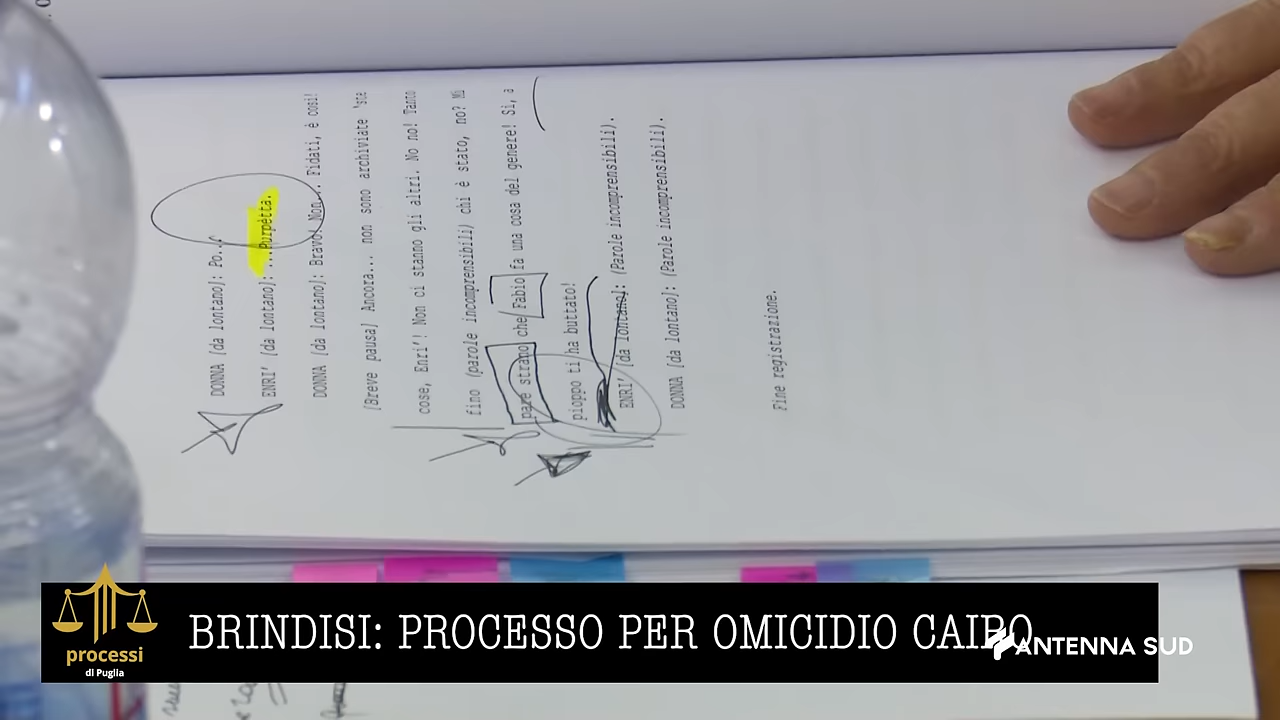 DONNA [da lontano]: Po...
ENRI' [da lontano]: ...Purpetta.
DONNA [da lontano]: Bravo! Non... Fidati, è così!
[Breve pausa] Ancora... non sono archiviate 'ste
cose, Enri'! Non ci stanno gli altri. No no! Tanto
fino (parole incomprensibili) chi è stato, no? Mi
pare strano che Fabio fa una cosa del genere! Sì, a
pioppo ti ha buttato!
ENRI' [da lontano]: (Parole incomprensibili).
DONNA [da lontano]: (Parole incomprensibili).
Fine registrazione.
processi
di Puglia
BRINDISI: PROCESSO PER OMICIDIO CAIRO
ANTENNA SUD